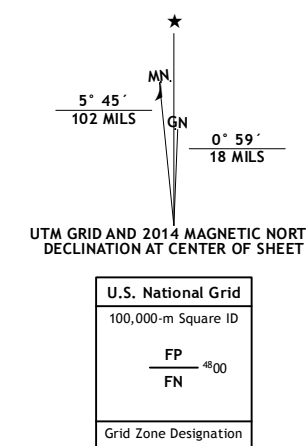 ★
MN
5° 45´
102 MILS
GN
0° 59´
18 MILS
UTM GRID AND 2014 MAGNETIC NORT
DECLINATION AT CENTER OF SHEET
U.S. National Grid
100,000-m Square ID
FP
4800
FN
Grid Zone Designation